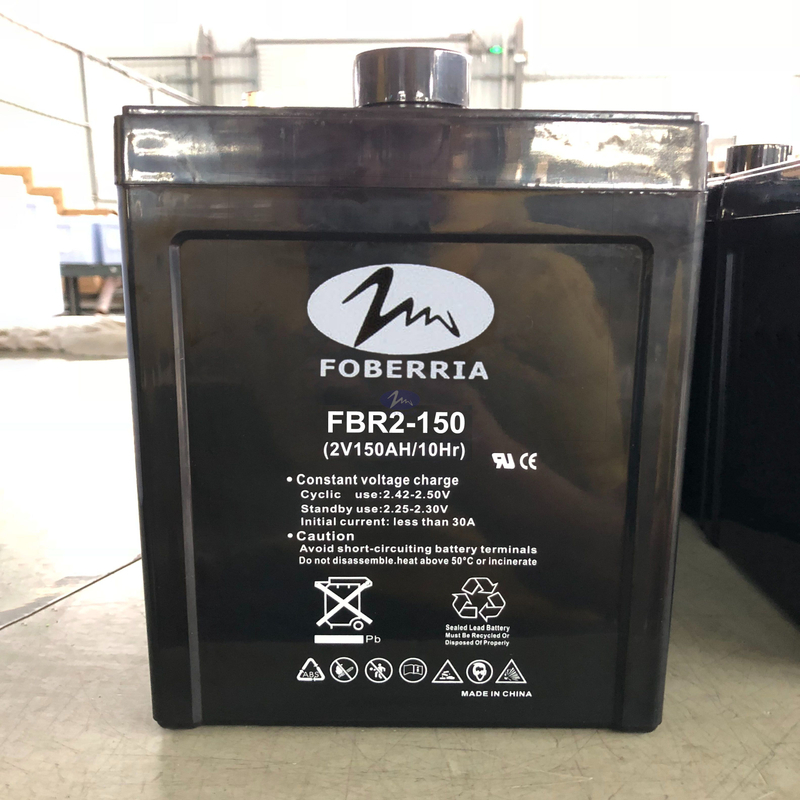 FOBERRIA
FBR2-150
(2V150AH/10Hr)
• Constant voltage charge
Cyclic use:2.42-2.50V
Standby use:2.25-2.30V
Initial current: less than 30A
• Caution
Avoid short-circuiting battery terminals
Do not disassemble.heat above 50°C or incinerate
Pb
Sealed Lead Battery
Must Be Recycled Or
Disposed Of Properly
ABS
MADE IN CHINA